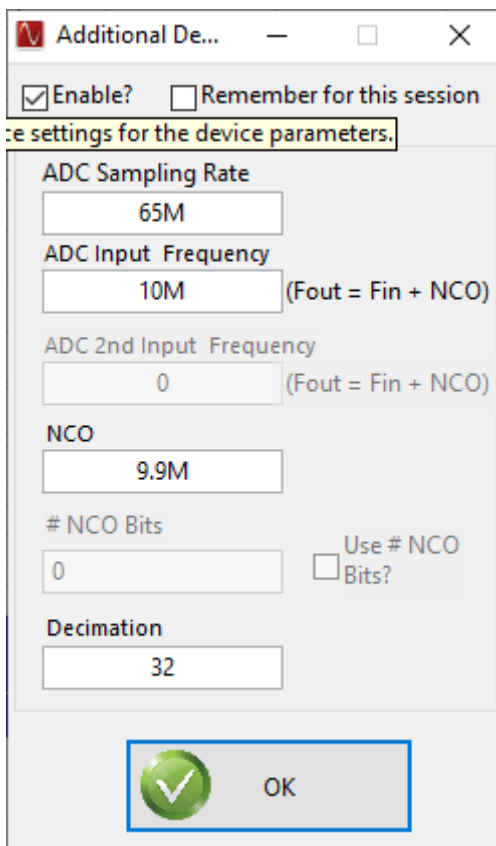 Additional De...
Enable? Remember for this session
ce settings for the device parameters.
ADC Sampling Rate
65M
ADC Input Frequency
10M (Fout = Fin + NCO)
ADC 2nd Input Frequency
0 (Fout = Fin + NCO)
NCO
9.9M
# NCO Bits
0 Use # NCO
Bits?
Decimation
32
OK